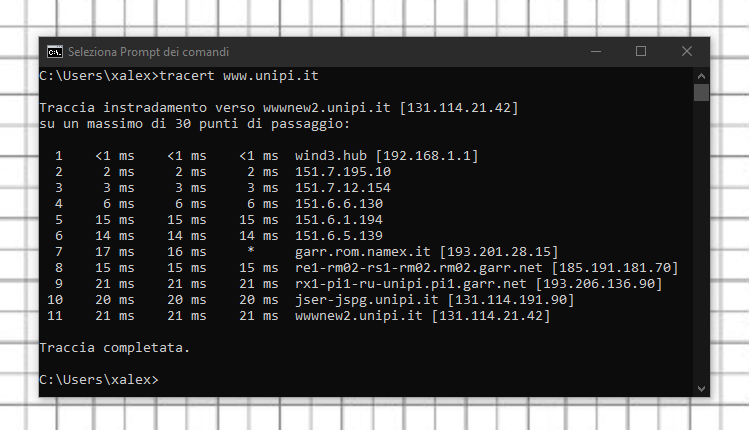 Seleziona Prompt dei comandi
C:\Users\xalex>tracert www.unipi.it
Traccia instradamento verso wwwnew2.unipi.it [131.114.21.42]
su un massimo di 30 punti di passaggio:
1 <1 ms <1 ms <1 ms wind3.hub [192.168.1.1]
2 2 ms 2 ms 2 ms 151.7.195.10
3 3 ms 3 ms 3 ms 151.7.12.154
4 6 ms 6 ms 6 ms 151.6.6.130
5 15 ms 15 ms 15 ms 151.6.1.194
6 14 ms 14 ms 14 ms 151.6.5.139
7 17 ms 16 ms * garr.rom.namex.it [193.201.28.15]
8 15 ms 15 ms 15 ms re1-rm02-rs1-rm02.rm02.garr.net [185.191.181.70]
9 21 ms 21 ms 21 ms rx1-pi1-ru-unipi.pi1.garr.net [193.206.136.90]
10 20 ms 20 ms 20 ms jser-jspg.unipi.it [131.114.191.90]
11 21 ms 21 ms 21 ms wwwnew2.unipi.it [131.114.21.42]
Traccia completata.
C:\Users\xalex>